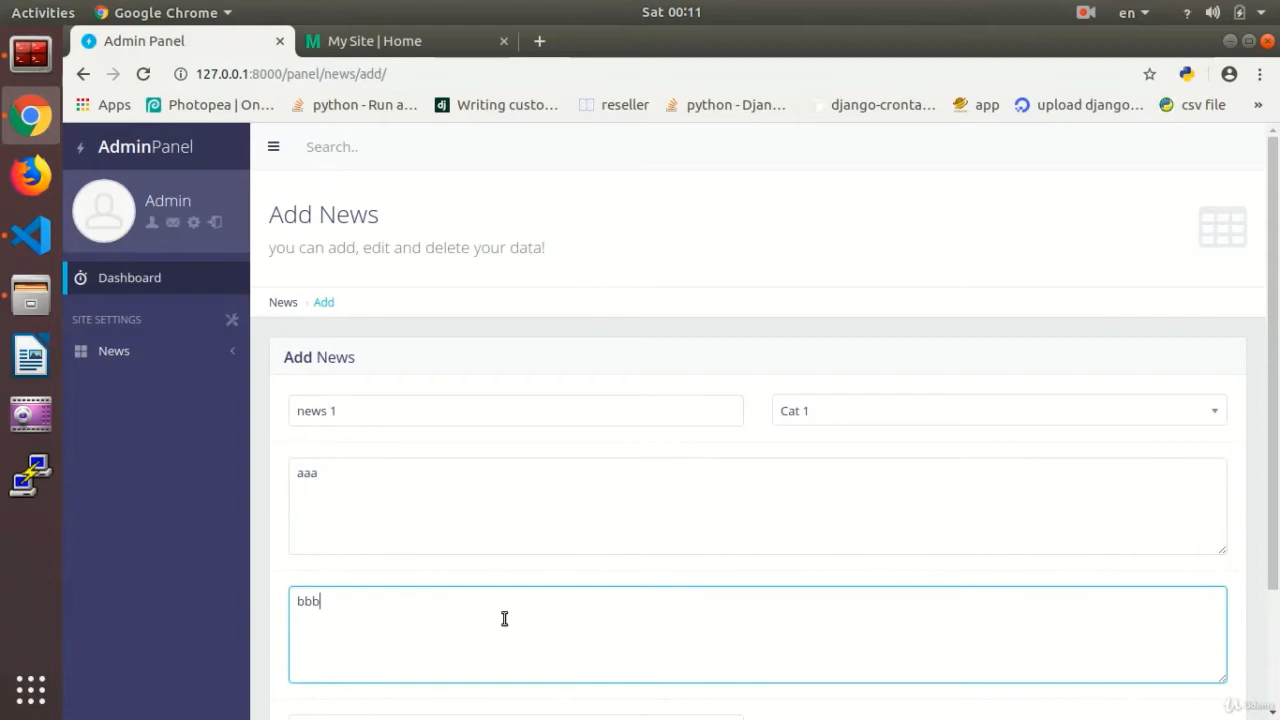 Activities Google Chrome Sat 00:11 en ?
Admin Panel × M My Site | Home × +
127.0.0.1:8000/panel/news/add/
Apps Photopea | On... python - Run a... dj Writing custo... reseller python - Djan... django-cronta... app upload django... csv file »
AdminPanel Search..
Admin
Add News
you can add, edit and delete your data!
Dashboard
News Add
SITE SETTINGS
News
Add News
news 1 Cat 1
aaa
bbb
Udemy